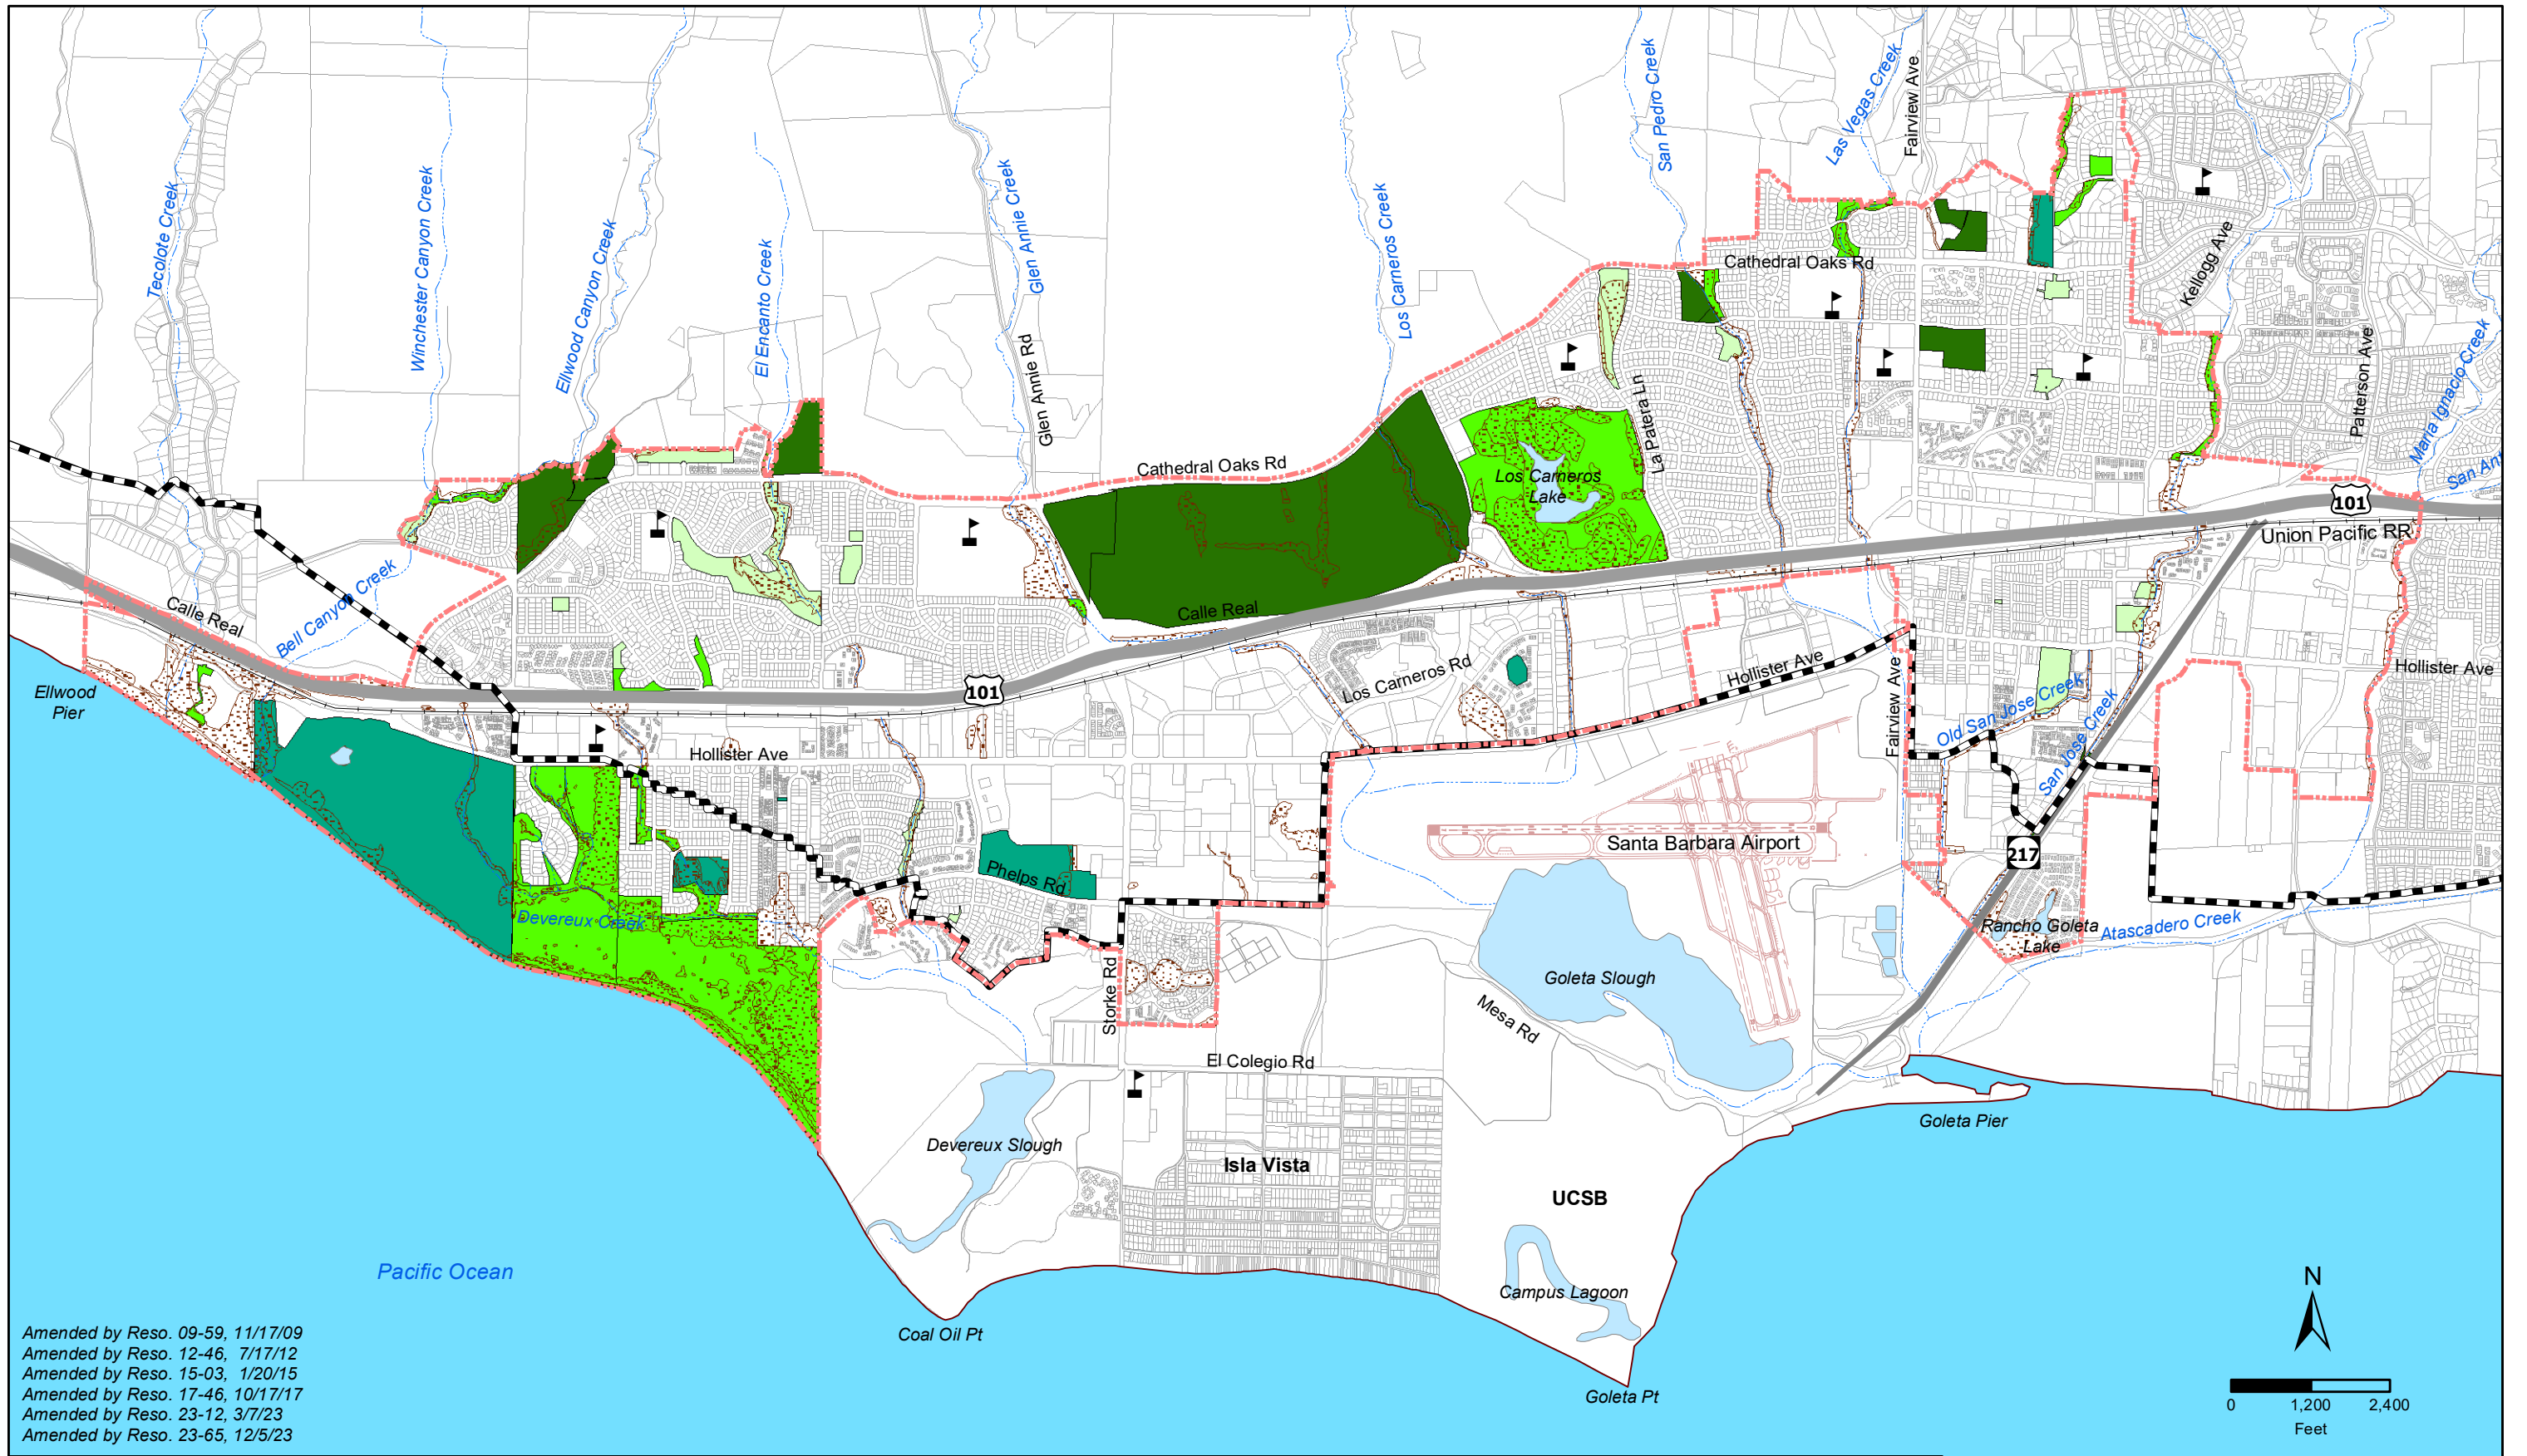 Tecolote Creek
Winchester Canyon Creek
Ellwood Canyon Creek
El Encanto Creek
Glen Annie Creek
Glen Annie Rd
Los Carneros Creek
San Pedro Creek
Las Vegas Creek
Fairview Ave
Kellogg Ave
Patterson Ave
Maria Ignacio Creek
San Ant
Cathedral Oaks Rd
Cathedral Oaks Rd
La Patera Ln
Los Carneros
Lake
101
Union Pacific RR
Calle Real
Bell Canyon Creek
Calle Real
101
Ellwood
Pier
Los Carneros Rd
Hollister Ave
Hollister Ave
Fairview Ave
Hollister Ave
Old San Jose Creek
San Jose Creek
Hollister Ave
Santa Barbara Airport
217
Phelps Rd
Devereux Creek
Rancho Goleta
Lake
Atascadero Creek
Storke Rd
Goleta Slough
Mesa Rd
El Colegio Rd
Goleta Pier
Devereux Slough
Isla Vista
UCSB
Pacific Ocean
Campus Lagoon
Coal Oil Pt
Goleta Pt
N
0 1,200 2,400
Feet
Amended by Reso. 09-59, 11/17/09
Amended by Reso. 12-46, 7/17/12
Amended by Reso. 15-03, 1/20/15
Amended by Reso. 17-46, 10/17/17
Amended by Reso. 23-12, 3/7/23
Amended by Reso. 23-65, 12/5/23